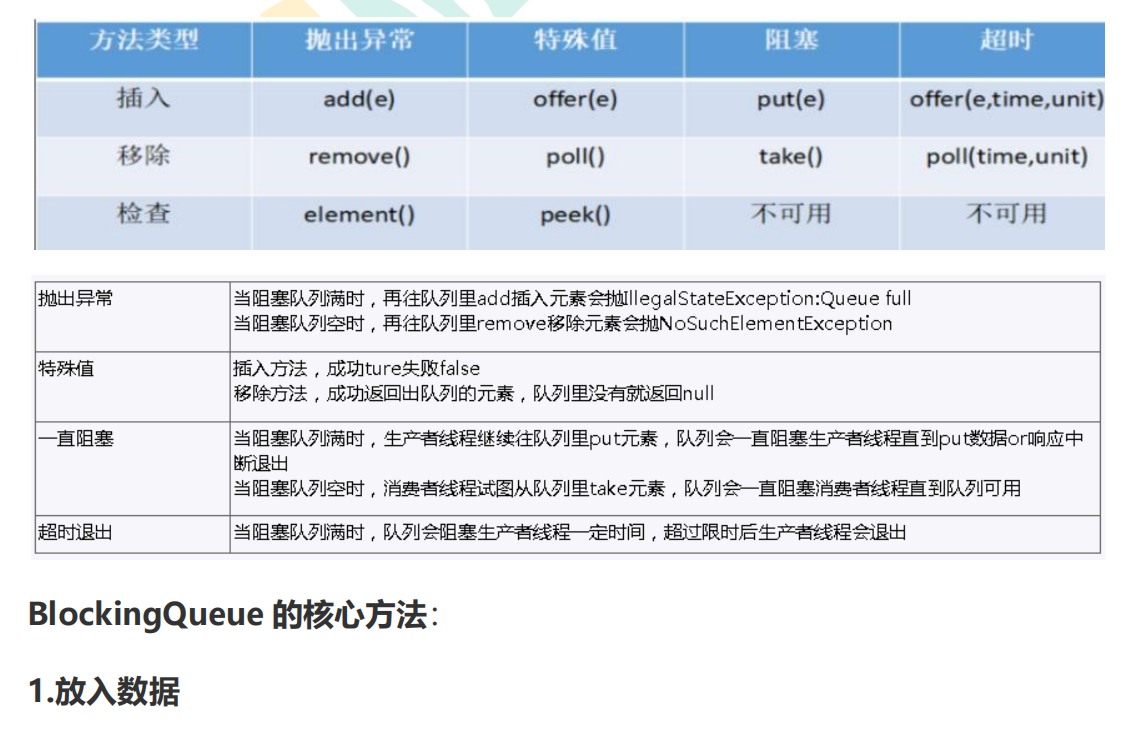 方法类型 抛出异常 特殊值 阻塞 超时
插入 add(e) offer(e) put(e) offer(e,time,unit)
移除 remove() poll() take() poll(time,unit)
检查 element() peek() 不可用 不可用
抛出异常 当阻塞队列满时，再往队列里add插入元素会抛IllegalStateException:Queue full
当阻塞队列空时，再往队列里remove移除元素会抛NoSuchElementException
特殊值 插入方法，成功ture失败false
移除方法，成功返回出队列的元素，队列里没有就返回null
一直阻塞 当阻塞队列满时，生产者线程继续往队列里put元素，队列会一直阻塞生产者线程直到put数据or响应中
断退出
当阻塞队列空时，消费者线程试图从队列里take元素，队列会一直阻塞消费者线程直到队列可用
超时退出 当阻塞队列满时，队列会阻塞生产者线程一定时间，超过限时后生产者线程会退出
BlockingQueue 的核心方法：
1.放入数据